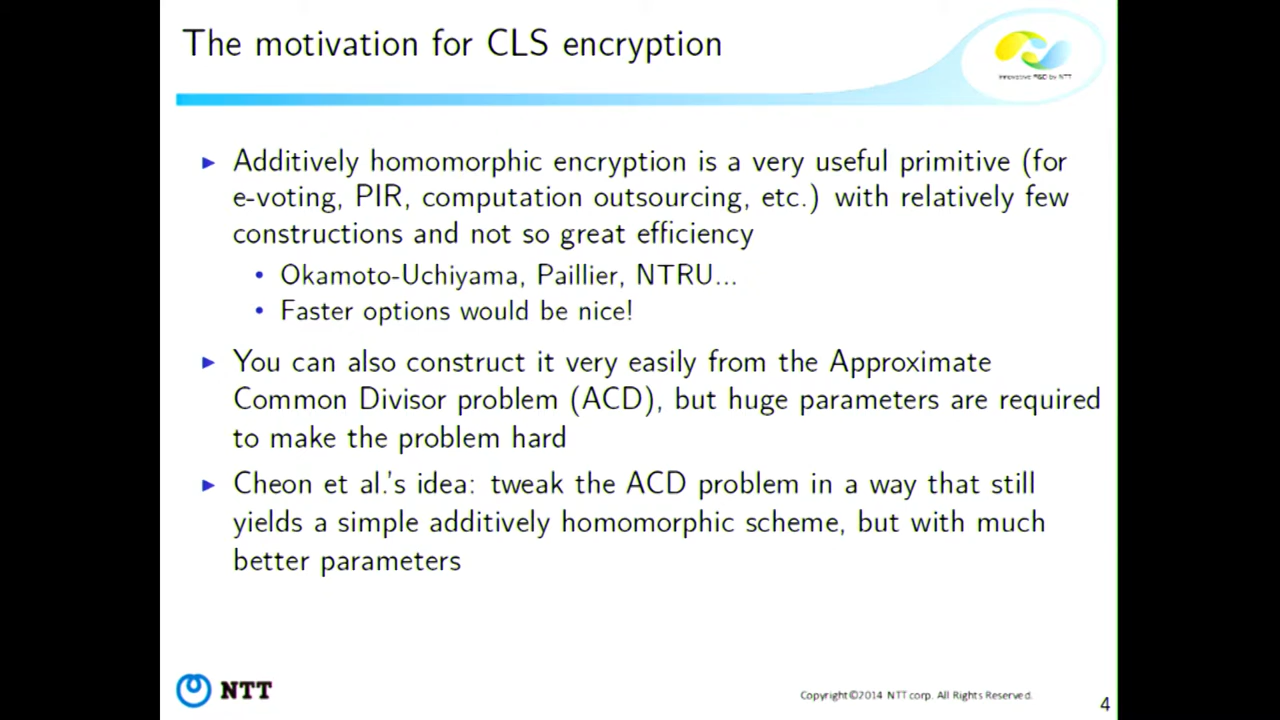 The motivation for CLS encryption
Innovative R&D by NTT
► Additively homomorphic encryption is a very useful primitive (for
e-voting, PIR, computation outsourcing, etc.) with relatively few
constructions and not so great efficiency
• Okamoto-Uchiyama, Paillier, NTRU...
• Faster options would be nice!
► You can also construct it very easily from the Approximate
Common Divisor problem (ACD), but huge parameters are required
to make the problem hard
► Cheon et al.'s idea: tweak the ACD problem in a way that still
yields a simple additively homomorphic scheme, but with much
better parameters
NTT
Copyright©2014 NTT corp. All Rights Reserved.
4